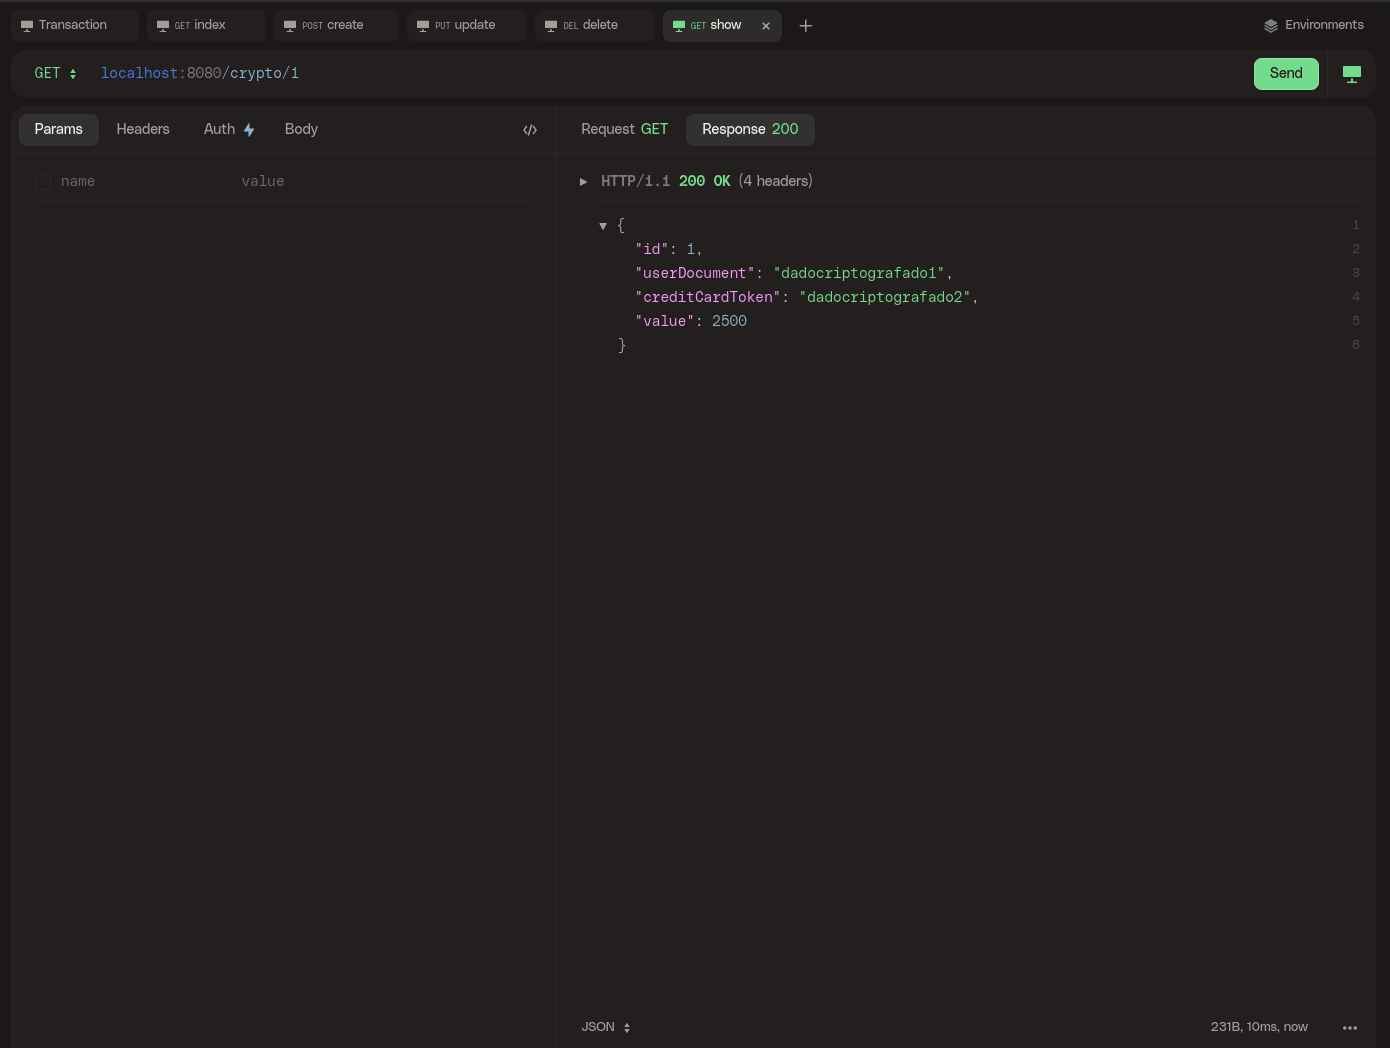 Transaction GET index POST create PUT update DEL delete GET show × + Environments
GET localhost:8080/crypto/1 Send
Params Headers Auth Body </> Request GET Response 200
name value HTTP/1.1 200 OK (4 headers)
{ 1
"id": 1, 2
"userDocument": "dadocriptografado1", 3
"creditCardToken": "dadocriptografado2", 4
"value": 2500 5
} 6
JSON 231B, 10ms, now